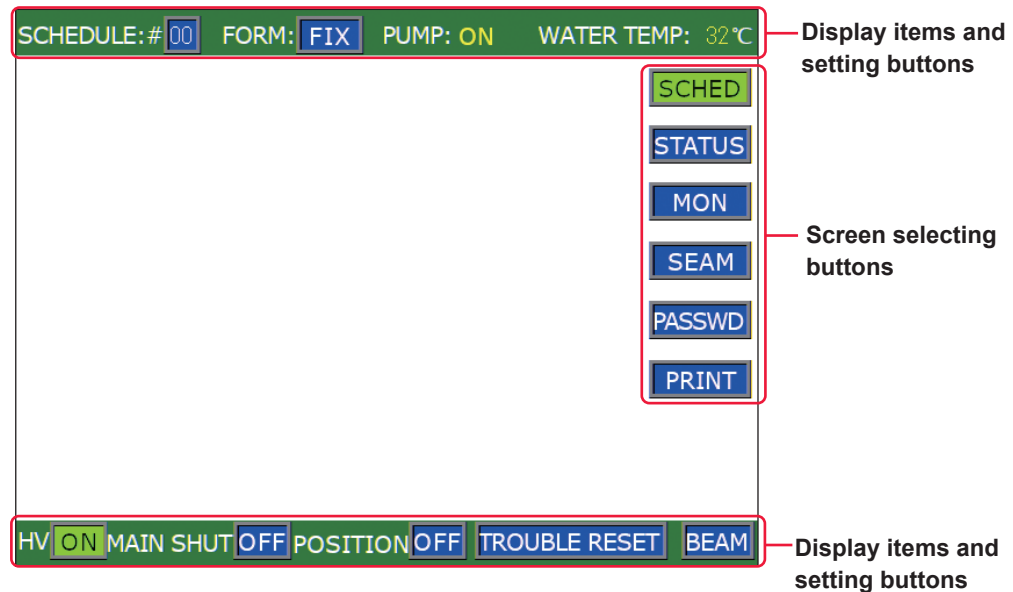 SCHEDULE:# 00 FORM: FIX PUMP: ON WATER TEMP: 32℃
Display items and
setting buttons
SCHED
STATUS
MON
SEAM
PASSWD
PRINT
Screen selecting
buttons
HV ON MAIN SHUT OFF POSITION OFF TROUBLE RESET BEAM
Display items and
setting buttons